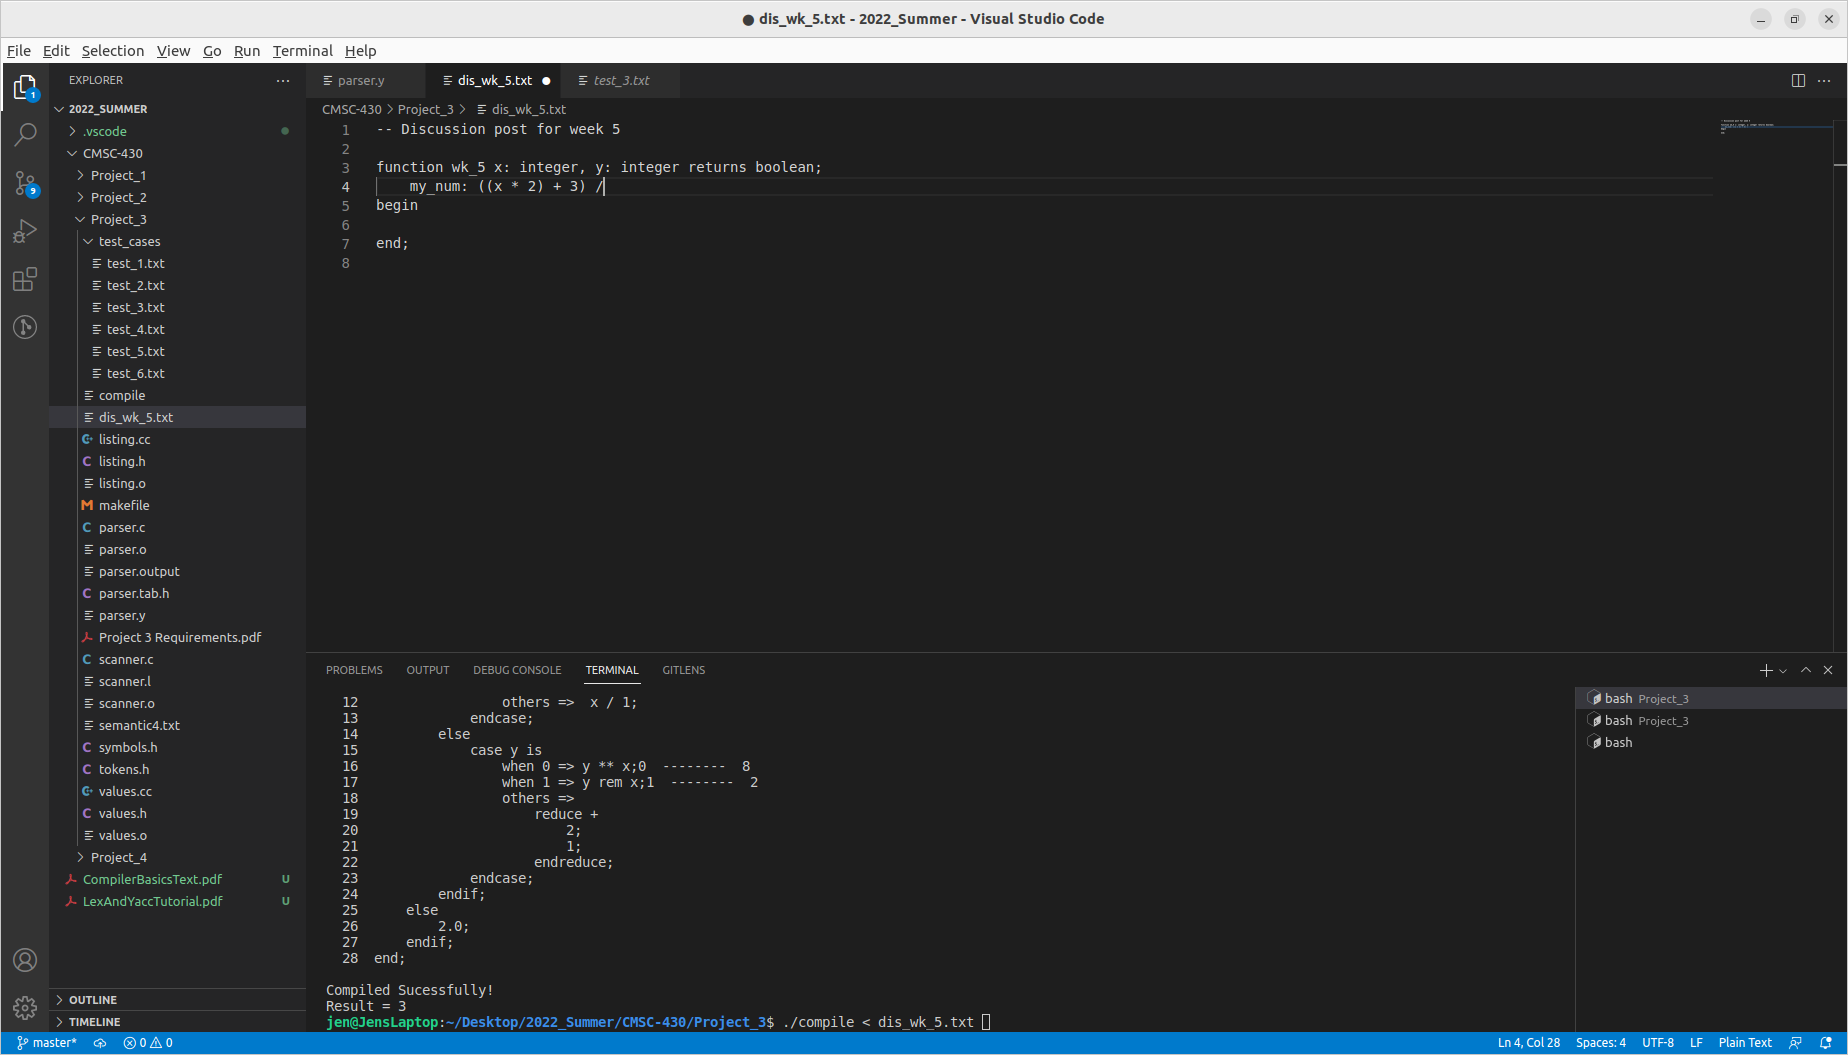 ● dis_wk_5.txt - 2022_Summer - Visual Studio Code
File Edit Selection View Go Run Terminal Help
EXPLORER
2022_SUMMER
.vscode
CMSC-430
Project_1
Project_2
Project_3
test_cases
test_1.txt
test_2.txt
test_3.txt
test_4.txt
test_5.txt
test_6.txt
compile
dis_wk_5.txt
listing.cc
listing.h
listing.o
makefile
parser.c
parser.o
parser.output
parser.tab.h
parser.y
Project 3 Requirements.pdf
scanner.c
scanner.l
scanner.o
semantic4.txt
symbols.h
tokens.h
values.cc
values.h
values.o
Project_4
CompilerBasicsText.pdf U
LexAndYaccTutorial.pdf U
OUTLINE
TIMELINE
1
9
parser.y dis_wk_5.txt ● test_3.txt
CMSC-430 > Project_3 > dis_wk_5.txt
1 -- Discussion post for week 5
2
3 function wk_5 x: integer, y: integer returns boolean;
4     my_num: ((x * 2) + 3) /
5 begin
6
7 end;
8
PROBLEMS OUTPUT DEBUG CONSOLE TERMINAL GITLENS
12                 others =>  x / 1;
13             endcase;
14         else
15             case y is
16                 when 0 => y ** x;0  --------  8
17                 when 1 => y rem x;1  --------  2
18                 others =>
19                     reduce +
20                         2;
21                         1;
22                     endreduce;
23             endcase;
24         endif;
25     else
26         2.0;
27     endif;
28 end;
Compiled Sucessfully!
Result = 3
jen@JensLaptop:~/Desktop/2022_Summer/CMSC-430/Project_3$ ./compile < dis_wk_5.txt
bash Project_3
bash Project_3
bash
master* 0 0 Ln 4, Col 28 Spaces: 4 UTF-8 LF Plain Text